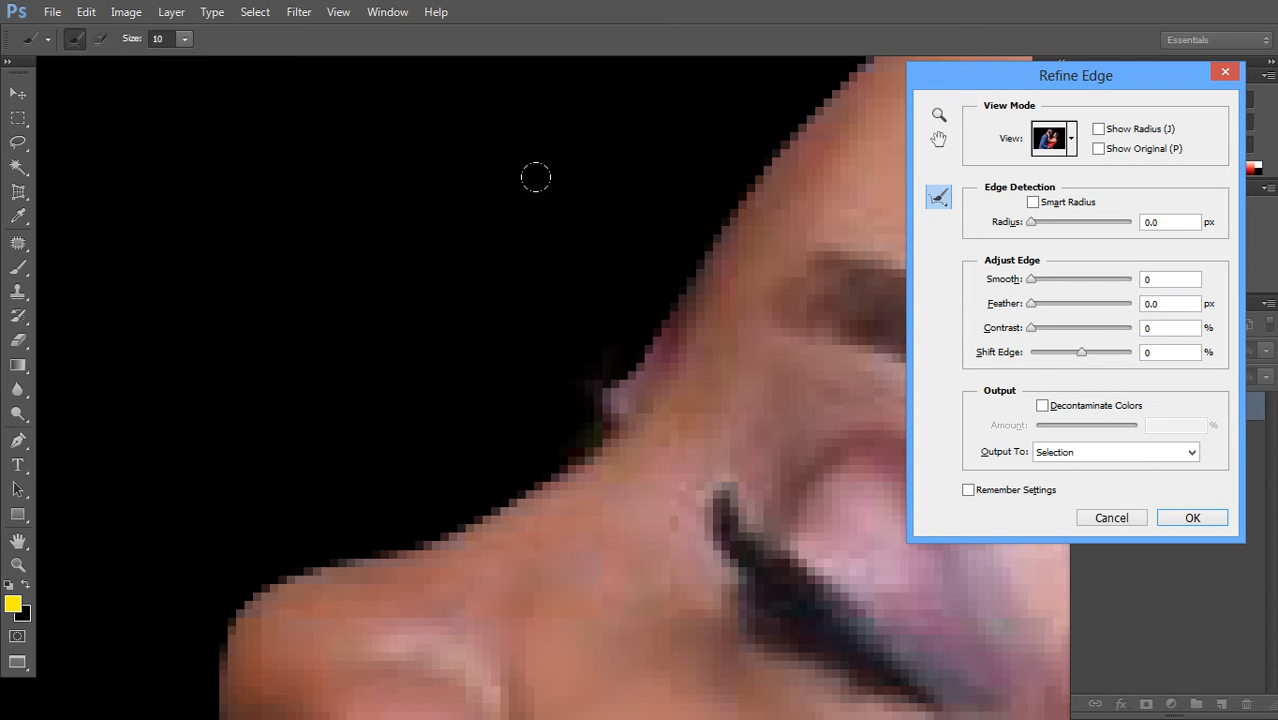 Ps File Edit Image Layer Type Select Filter View Window Help
Size: 10
Essentials
Refine Edge
View Mode
View:
Show Radius (J)
Show Original (P)
Edge Detection
Smart Radius
Radius: 0.0 px
Adjust Edge
Smooth: 0
Feather: 0.0 px
Contrast: 0 %
Shift Edge: 0 %
Output
Decontaminate Colors
Amount: %
Output To: Selection
Remember Settings
Cancel OK
T
fx